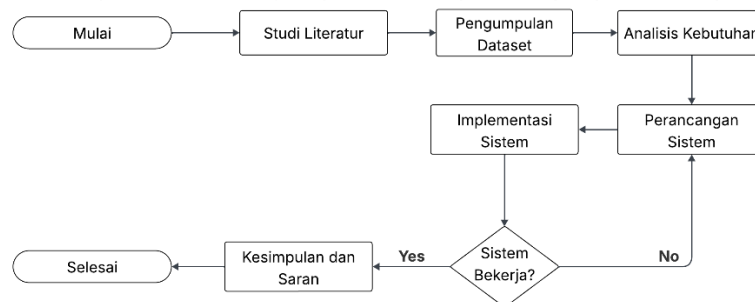 Mulai
Studi Literatur
Pengumpulan
Dataset
Analisis Kebutuhan
Implementasi
Sistem
Perancangan
Sistem
Sistem
Bekerja?
Yes
No
Kesimpulan dan
Saran
Selesai